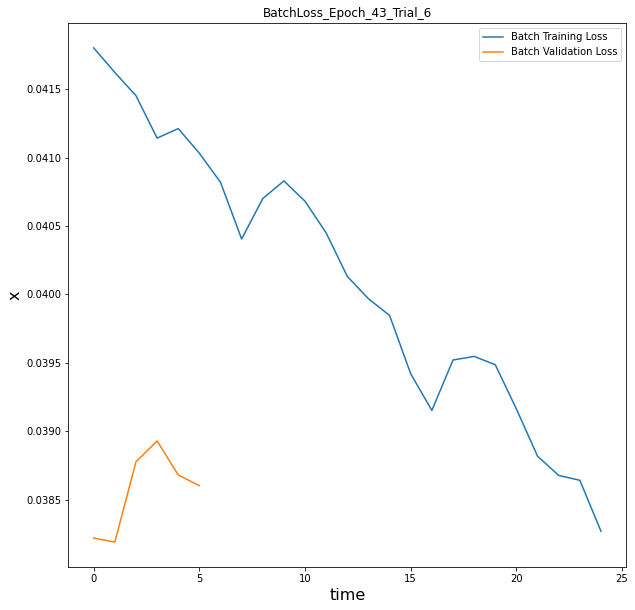 BatchLoss_Epoch_43_Trial_6
Batch Training Loss
Batch Validation Loss
x
0.0415
0.0410
0.0405
0.0400
0.0395
0.0390
0.0385
0 5 10 15 20 25
time